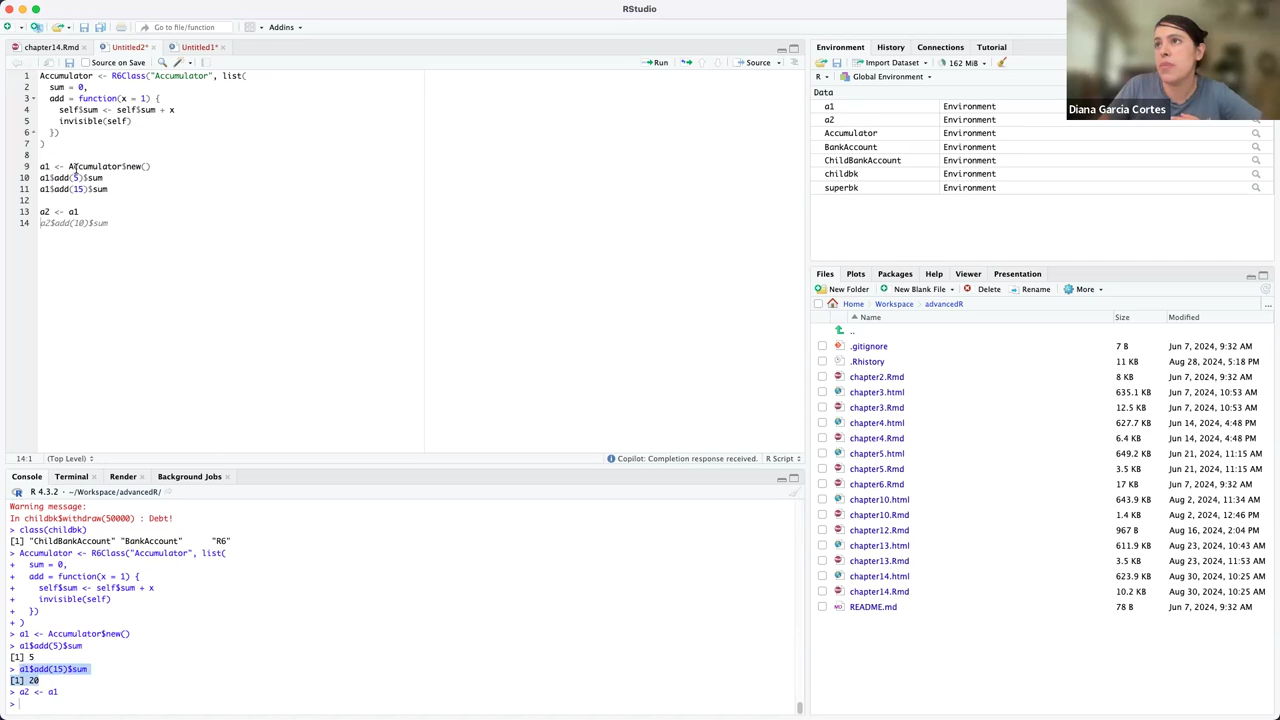 RStudio
Go to file/function
Addins
chapter14.Rmd
Untitled2*
Untitled1*
Source on Save
Run
Source
1 Accumulator <- R6Class("Accumulator", list(
2 sum = 0,
3 add = function(x = 1) {
4 self$sum <- self$sum + x
5 invisible(self)
6 })
7 )
8
9 a1 <- Accumulator$new()
10 a1$add(5)$sum
11 a1$add(15)$sum
12
13 a2 <- a1
14 a2$add(10)$sum
14:1 (Top Level) Copilot: Completion response received. R Script
Console Terminal Render Background Jobs
R 4.3.2 · ~/Workspace/advancedR/
Warning message:
In childbk$withdraw(50000) : Debt!
> class(childbk)
[1] "ChildBankAccount" "BankAccount" "R6"
> Accumulator <- R6Class("Accumulator", list(
+ sum = 0,
+ add = function(x = 1) {
+ self$sum <- self$sum + x
+ invisible(self)
+ })
+ )
> a1 <- Accumulator$new()
> a1$add(5)$sum
[1] 5
> a1$add(15)$sum
[1] 20
> a2 <- a1
>
Environment History Connections Tutorial
Import Dataset 162 MiB
R Global Environment
Data
a1 Environment
a2 Environment
Accumulator Environment
BankAccount Environment
ChildBankAccount Environment
childbk Environment
superbk Environment
Diana Garcia Cortes
Files Plots Packages Help Viewer Presentation
New Folder New Blank File Delete Rename More
Home Workspace advancedR
Name Size Modified
..
.gitignore 7 B Jun 7, 2024, 9:32 AM
.Rhistory 11 KB Aug 28, 2024, 5:18 PM
chapter2.Rmd 8 KB Jun 7, 2024, 9:32 AM
chapter3.html 635.1 KB Jun 7, 2024, 10:53 AM
chapter3.Rmd 12.5 KB Jun 7, 2024, 10:53 AM
chapter4.html 627.7 KB Jun 14, 2024, 4:48 PM
chapter4.Rmd 6.4 KB Jun 14, 2024, 4:48 PM
chapter5.html 649.2 KB Jun 21, 2024, 11:15 AM
chapter5.Rmd 3.5 KB Jun 21, 2024, 11:15 AM
chapter6.Rmd 17 KB Jun 7, 2024, 9:32 AM
chapter10.html 643.9 KB Aug 2, 2024, 11:34 AM
chapter10.Rmd 1.4 KB Aug 2, 2024, 12:46 PM
chapter12.Rmd 967 B Aug 16, 2024, 2:04 PM
chapter13.html 611.9 KB Aug 23, 2024, 10:43 AM
chapter13.Rmd 3.5 KB Aug 23, 2024, 11:53 AM
chapter14.html 623.9 KB Aug 30, 2024, 10:25 AM
chapter14.Rmd 10.2 KB Aug 30, 2024, 10:25 AM
README.md 78 B Jun 7, 2024, 9:32 AM